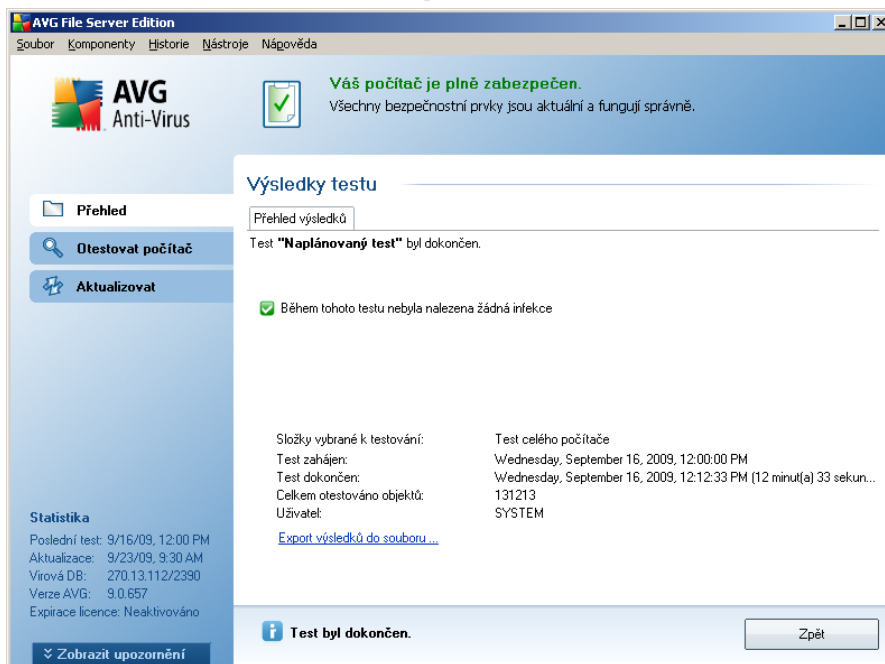 AVG File Server Edition
Soubor Komponenty Historie Nástroje Nápověda
AVG
Anti-Virus
Váš počítač je plně zabezpečen.
Všechny bezpečnostní prvky jsou aktuální a fungují správně.
Přehled
Otestovat počítač
Aktualizovat
Výsledky testu
Přehled výsledků
Test "Naplánovaný test" byl dokončen.
Během tohoto testu nebyla nalezena žádná infekce
Složky vybrané k testování: Test celého počítače
Test zahájen: Wednesday, September 16, 2009, 12:00:00 PM
Test dokončen: Wednesday, September 16, 2009, 12:12:33 PM (12 minut(a) 33 sekun...
Celkem otestováno objektů: 131213
Uživatel: SYSTEM
Export výsledků do souboru ...
Statistika
Poslední test: 9/16/09, 12:00 PM
Aktualizace: 9/23/09, 9:30 AM
Virová DB: 270.13.112/2390
Verze AVG: 9.0.657
Expirace licence: Neaktivováno
Zobrazit upozornění
Test byl dokončen.
Zpět